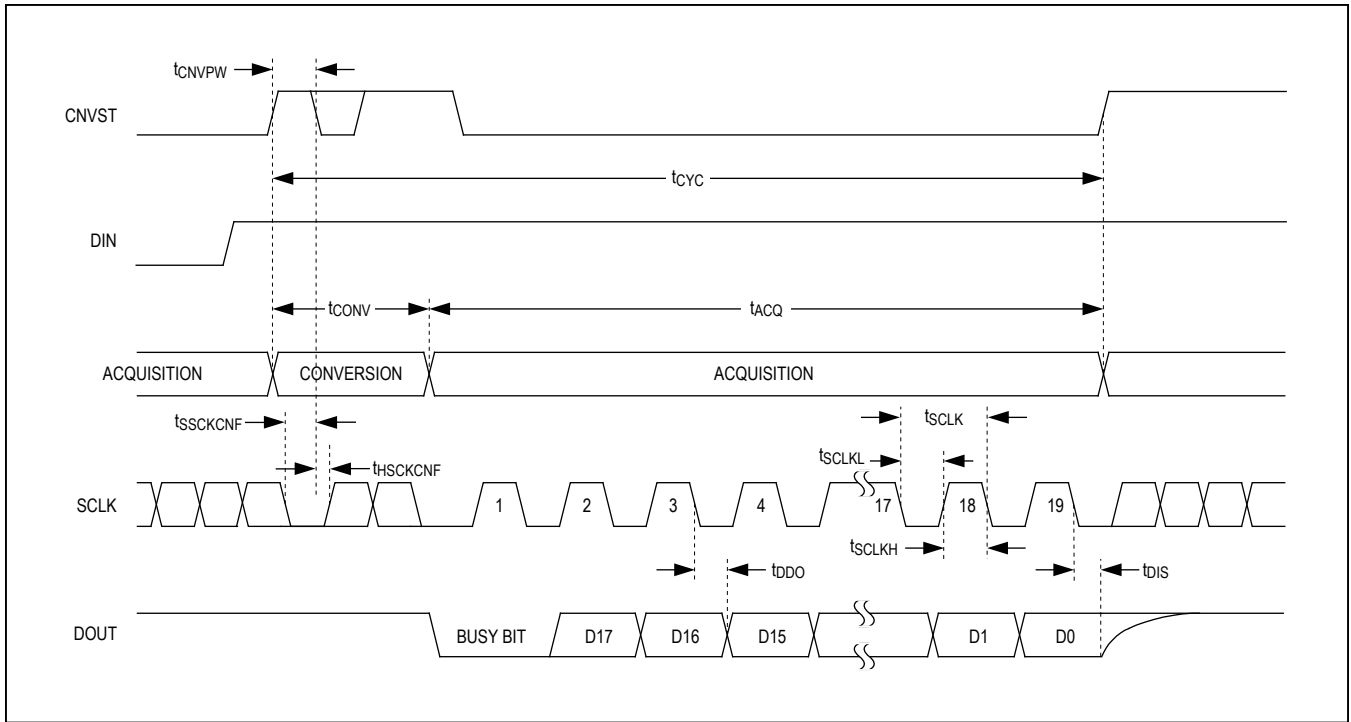 tCNVPW
CNVST
tCYC
DIN
tCONV
tACQ
ACQUISITION
CONVERSION
ACQUISITION
tSSCKCNF
tSCLK
tHSCKCNF
tSCLKL
SCLK
1
2
3
4
17
18
19
tSCLKH
tDDO
tDIS
DOUT
BUSY BIT
D17
D16
D15
D1
D0